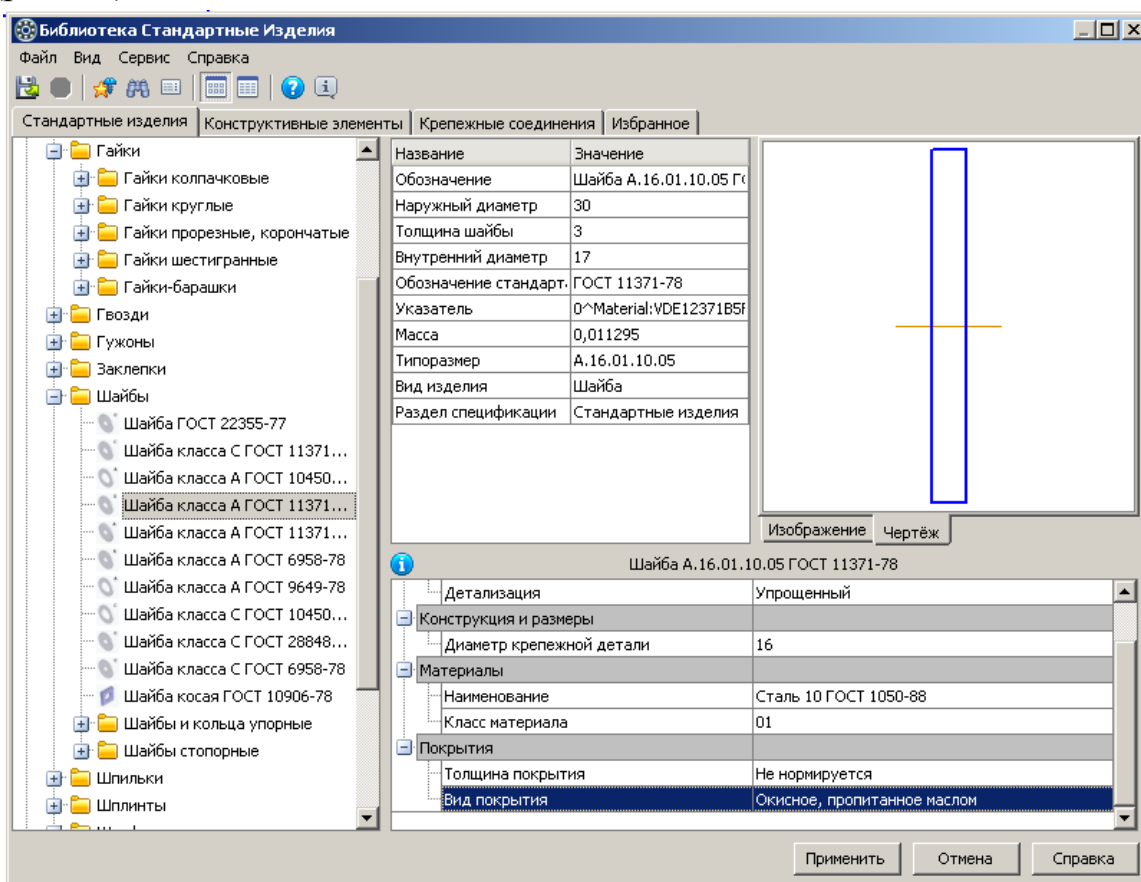 Библиотека Стандартные Изделия
Файл Вид Сервис Справка
Стандартные изделия Конструктивные элементы Крепежные соединения Избранное
Гайки
Гайки колпачковые
Гайки круглые
Гайки прорезные, корончатые
Гайки шестигранные
Гайки-барашки
Гвозди
Гужоны
Заклепки
Шайбы
Шайба ГОСТ 22355-77
Шайба класса C ГОСТ 11371...
Шайба класса A ГОСТ 10450...
Шайба класса A ГОСТ 11371...
Шайба класса A ГОСТ 11371...
Шайба класса A ГОСТ 6958-78
Шайба класса A ГОСТ 9649-78
Шайба класса C ГОСТ 10450...
Шайба класса C ГОСТ 28848...
Шайба класса C ГОСТ 6958-78
Шайба косая ГОСТ 10906-78
Шайбы и кольца упорные
Шайбы стопорные
Шпильки
Шплинты
Название Значение
Обозначение Шайба A.16.01.10.05 Г
Наружный диаметр 30
Толщина шайбы 3
Внутренний диаметр 17
Обозначение стандарт. ГОСТ 11371-78
Указатель 0^Material:VDE12371B5
Масса 0,011295
Типоразмер A.16.01.10.05
Вид изделия Шайба
Раздел спецификации Стандартные изделия
Изображение Чертёж
Шайба A.16.01.10.05 ГОСТ 11371-78
Детализация Упрощенный
Конструкция и размеры
Диаметр крепежной детали 16
Материалы
Наименование Сталь 10 ГОСТ 1050-88
Класс материала 01
Покрытия
Толщина покрытия Не нормируется
Вид покрытия Окисное, пропитанное маслом
Применить Отмена Справка